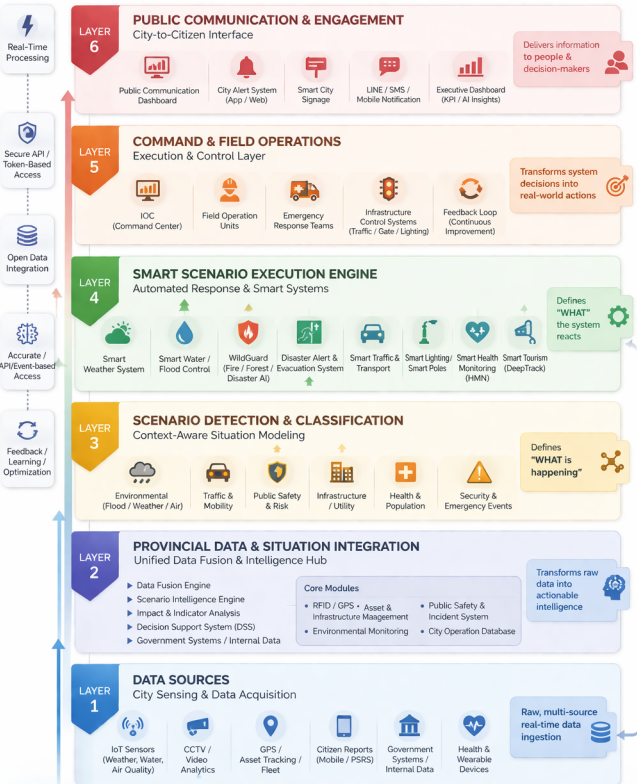 Real-Time
Processing
Secure API /
Token-Based
Access
Open Data
Integration
Accurate /
API/Event-based
Access
Feedback /
Learning /
Optimization
LAYER
6
PUBLIC COMMUNICATION & ENGAGEMENT
City-to-Citizen Interface
Public Communication
Dashboard
City Alert System
(App / Web)
Smart City
Signage
LINE / SMS /
Mobile Notification
Executive Dashboard
(KPI / AI Insights)
Delivers information
to people &
decision-makers
LAYER
5
COMMAND & FIELD OPERATIONS
Execution & Control Layer
IOC
(Command Center)
Field Operation
Units
Emergency
Response Teams
Infrastructure
Control Systems
(Traffic / Gate / Lighting)
Feedback Loop
(Continuous
Improvement)
Transforms system
decisions into
real-world actions
LAYER
4
SMART SCENARIO EXECUTION ENGINE
Automated Response & Smart Systems
Smart
Weather System
Smart Water /
Flood Control
WildGuard
(Fire / Forest /
Disaster AI)
Disaster Alert &
Evacuation System
Smart Traffic &
Transport
Smart Lighting/
Smart Poles
Smart Health
Monitoring
(HMN)
Smart Tourism
(DeepTrack)
Defines
"WHAT"
the system
reacts
LAYER
3
SCENARIO DETECTION & CLASSIFICATION
Context-Aware Situation Modeling
Environmental
(Flood / Weather / Air)
Traffic &
Mobility
Public Safety
& Risk
Infrastructure
/ Utility
Health &
Population
Security &
Emergency Events
Defines
"WHAT is
happening"
LAYER
2
PROVINCIAL DATA & SITUATION INTEGRATION
Unified Data Fusion & Intelligence Hub
Data Fusion Engine
Scenario Intelligence Engine
Impact & Indicator Analysis
Decision Support System (DSS)
Government Systems / Internal Data
Core Modules
• RFID / GPS • Asset &
Infrastructure Maagement
• Environmental Monitoring
• Public Safety &
Incident System
• City Operation Database
Transforms raw
data into
actionable
intelligence
LAYER
1
DATA SOURCES
City Sensing & Data Acquisition
IoT Sensors
(Weather, Water,
Air Quality)
CCTV /
Video
Analytics
GPS /
Asset Tracking /
Fleet
Citizen Reports
(Mobile / PSRS)
Government
Systems /
Internal Data
Health &
Wearable
Devices
Raw, multi-source
real-time data
ingestion